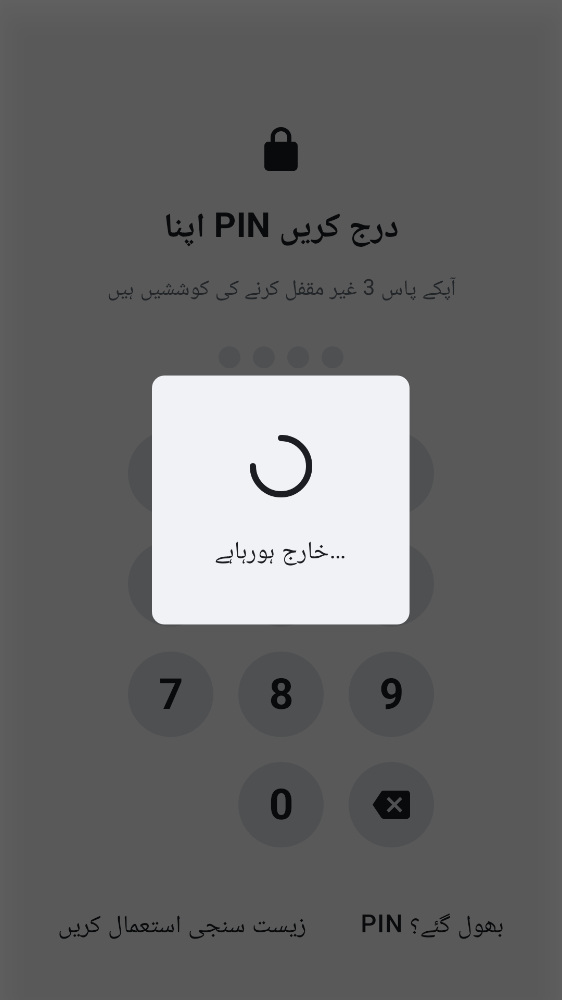 اپنا PIN درج کریں
آپکے پاس 3 غیر مقفل کرنے کی کوششیں ہیں
خارج ہورہاہے...
7 8 9
0
PIN بھول گئے؟
زیست سنجی استعمال کریں